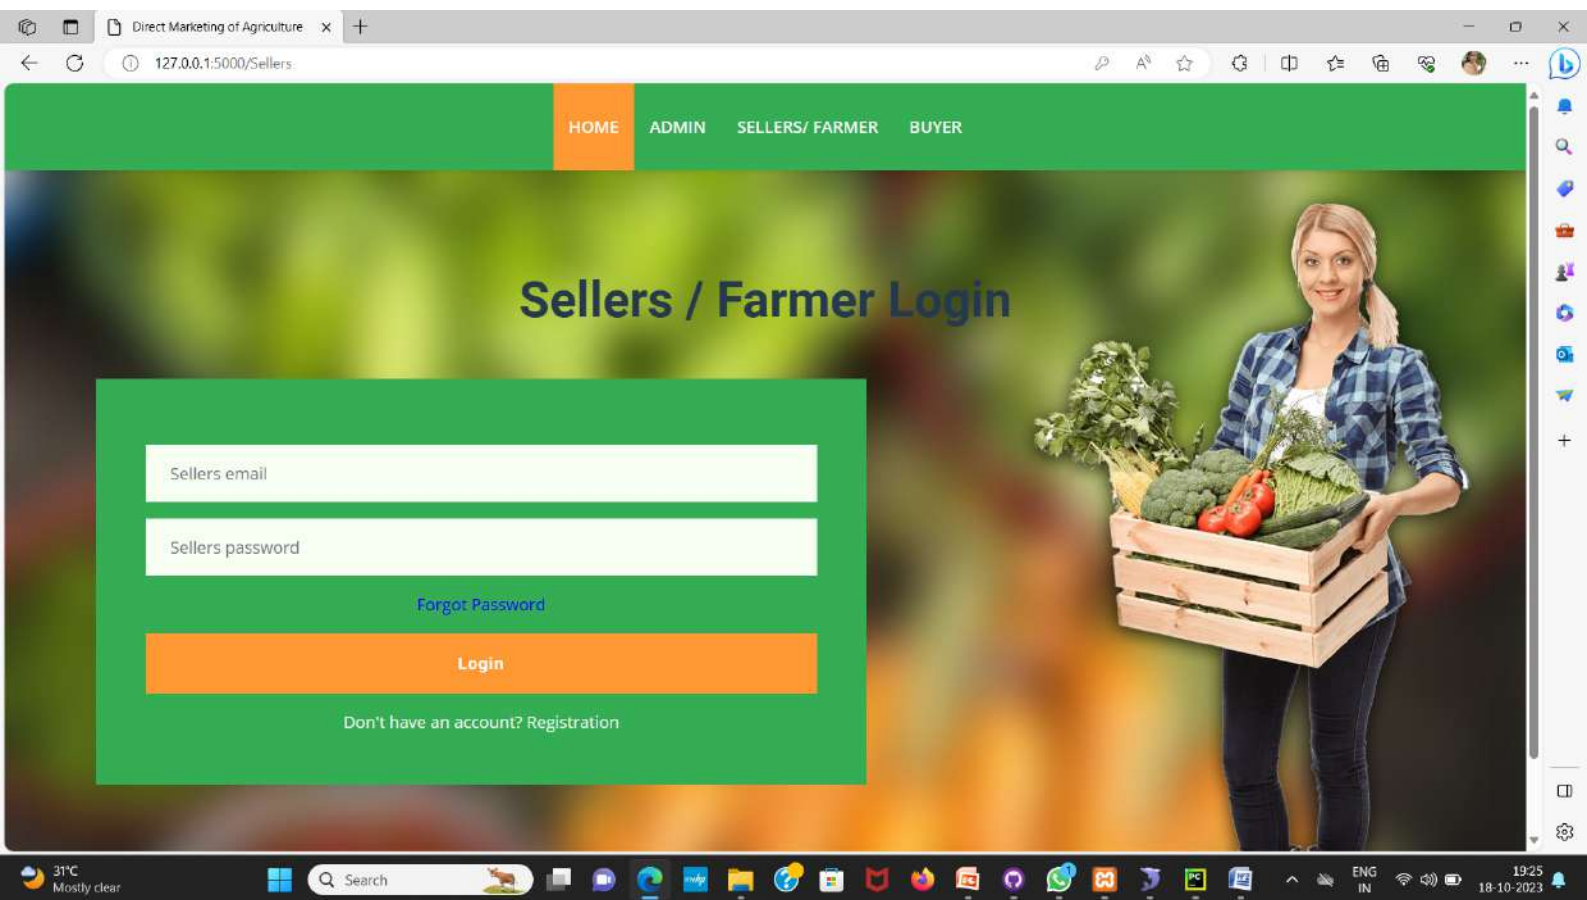 Direct Marketing of Agriculture
127.0.0.1:5000/Sellers
HOME ADMIN SELLERS/ FARMER BUYER
Sellers / Farmer Login
Sellers email
Sellers password
Forgot Password
Login
Don't have an account? Registration
31°C
Mostly clear
Search
ENG
IN
19:25
18-10-2023